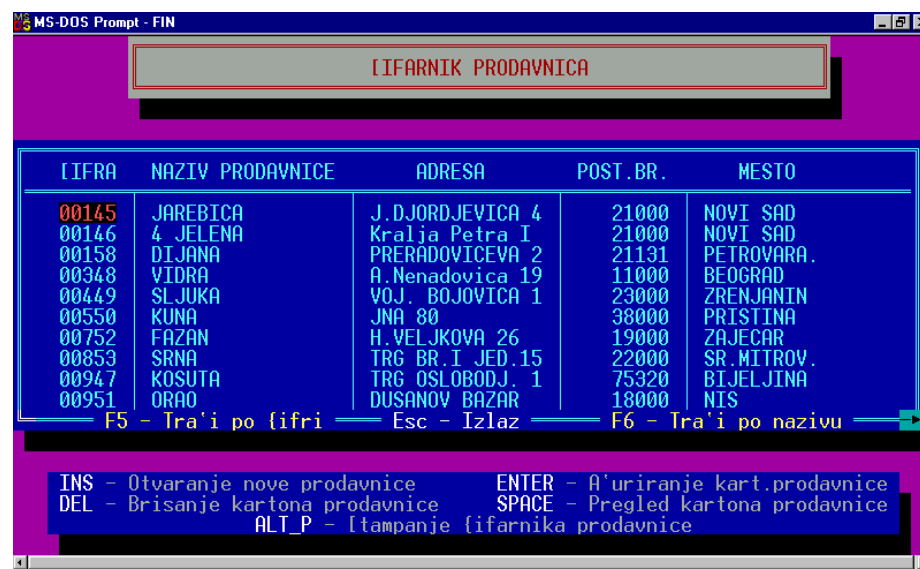 MS-DOS Prompt - FIN
[IFARNIK PRODAVNICA
[IFRA NAZIV PRODAVNICE ADRESA POST.BR. MESTO
00145 JAREBICA J.DJORDJEVICA 4 21000 NOVI SAD
00146 4 JELENA Kralja Petra I 21000 NOVI SAD
00158 DIJANA PRERADOVICEVA 2 21131 PETROVARA.
00348 VIDRA A.Nenadovica 19 11000 BEOGRAD
00449 SLJUKA VOJ. BOJOVICA 1 23000 ZRENJANIN
00550 KUNA JNA 80 38000 PRISTINA
00752 FAZAN H.VELJKOVA 26 19000 ZAJECAR
00853 SRNA TRG BR.I JED.15 22000 SR.MITROV.
00947 KOSUTA TRG OSLOBODJ. 1 75320 BIJELJINA
00951 ORAO DUSANOV BAZAR 18000 NIS
F5 - Tra'i po {ifri Esc - Izlaz F6 - Tra'i po nazivu
INS - Otvaranje nove prodavnice ENTER - A'uriranje kart.prodavnice
DEL - Brisanje kartona prodavnice SPACE - Pregled kartona prodavnice
ALT_P - [tampanje {ifarnika prodavnice